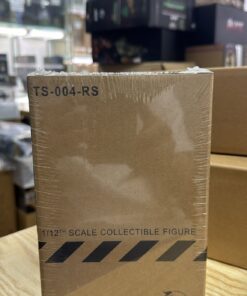 TS-004-RS
1/12TH SCALE COLLECTIBLE FIGURE